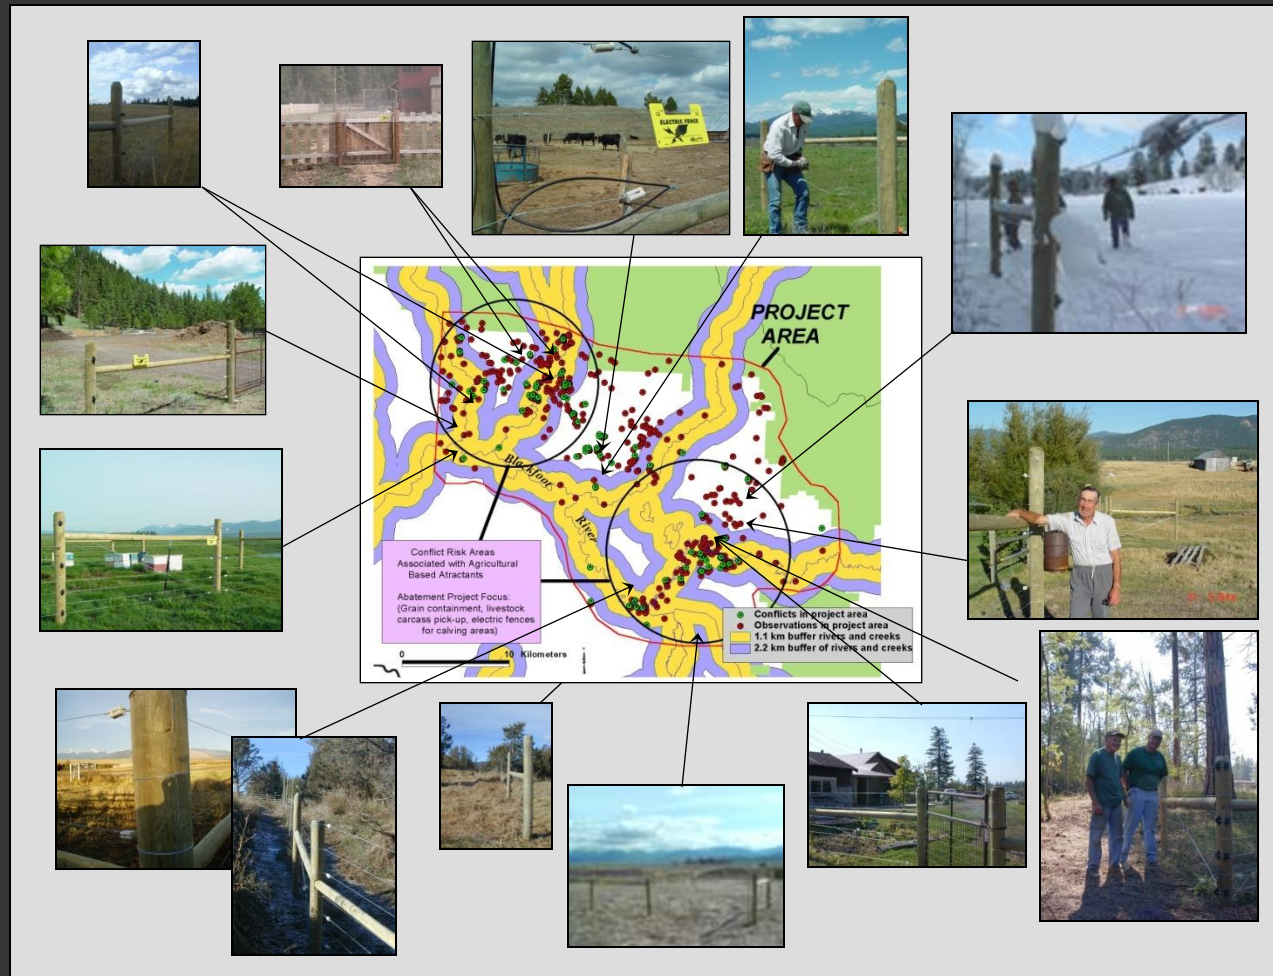 ELECTRIC FENCE
PROJECT
AREA
Blackfoot
River
Conflict Risk Areas
Associated with Agricultural
Based Atractants
Abatement Project Focus:
(Grain containment, livestock
carcass pick-up, electric fences
for calving areas)
0 10 Kilometers
Conflicts in project area
Observations in project area
1.1 km buffer rivers and creeks
2.2 km buffer of rivers and creeks